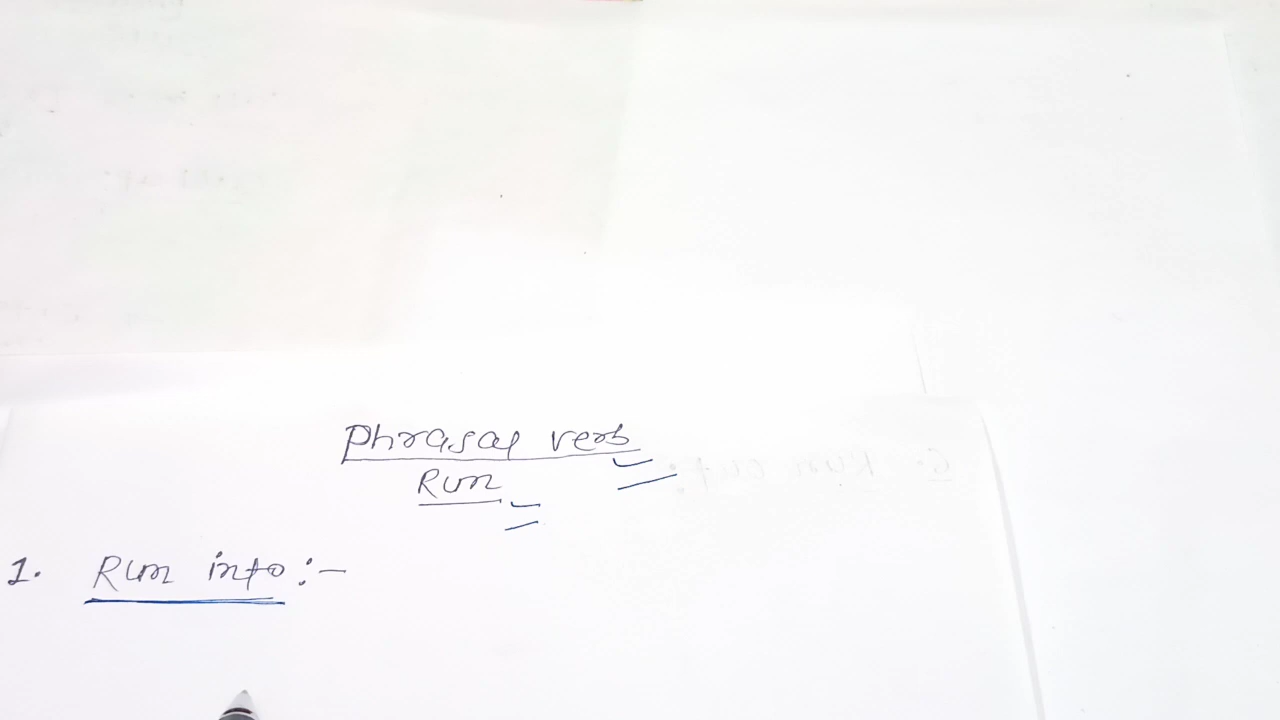 Phrasal verb
Run
1. Run into :-